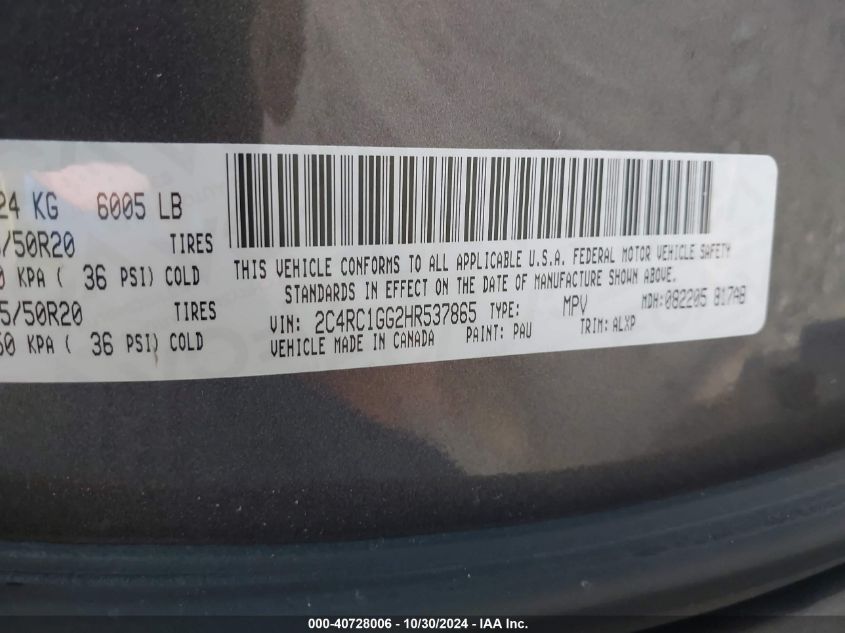 24 KG 6005 LB
/50R20 TIRES
0 KPA ( 36 PSI) COLD
5/50R20 TIRES
50 KPA ( 36 PSI) COLD
THIS VEHICLE CONFORMS TO ALL APPLICABLE U.S.A. FEDERAL MOTOR VEHICLE SAFETY
STANDARDS IN EFFECT ON THE DATE OF MANUFACTURE SHOWN ABOVE.
VIN: 2C4RC1GG2HR537865 TYPE: MPV MDH: 082205 817AB
VEHICLE MADE IN CANADA PAINT: PAU TRIM: ALXP
000-40728006 - 10/30/2024 - IAA Inc.